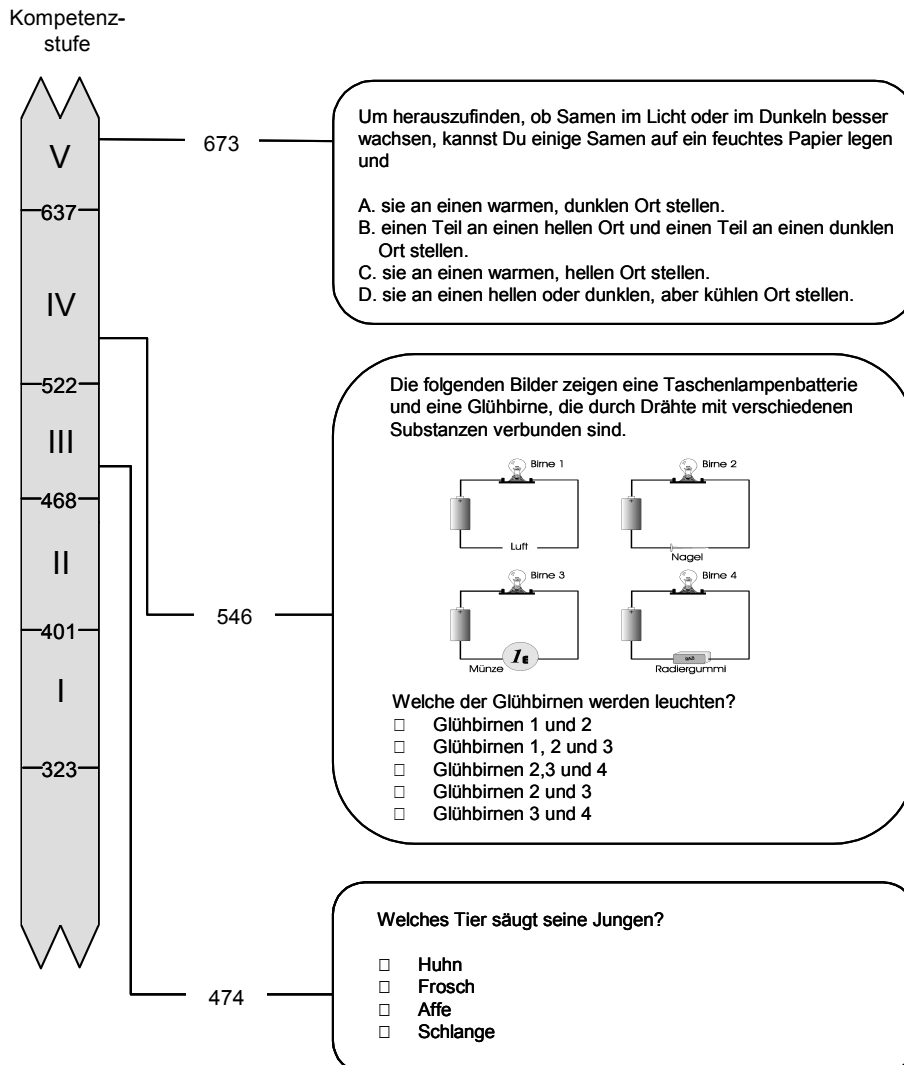 Kompetenz-
stufe
V
637
IV
522
III
468
II
401
I
323
673
Um herauszufinden, ob Samen im Licht oder im Dunkeln besser
wachsen, kannst Du einige Samen auf ein feuchtes Papier legen
und
A. sie an einen warmen, dunklen Ort stellen.
B. einen Teil an einen hellen Ort und einen Teil an einen dunklen
Ort stellen.
C. sie an einen warmen, hellen Ort stellen.
D. sie an einen hellen oder dunklen, aber kühlen Ort stellen.
546
Die folgenden Bilder zeigen eine Taschenlampenbatterie
und eine Glühbirne, die durch Drähte mit verschiedenen
Substanzen verbunden sind.
Birne 1
Luft
Birne 2
Nagel
Birne 3
Münze
1E
Birne 4
Radiergummi
Welche der Glühbirnen werden leuchten?
□ Glühbirnen 1 und 2
□ Glühbirnen 1, 2 und 3
□ Glühbirnen 2,3 und 4
□ Glühbirnen 2 und 3
□ Glühbirnen 3 und 4
474
Welches Tier säugt seine Jungen?
□ Huhn
□ Frosch
□ Affe
□ Schlange